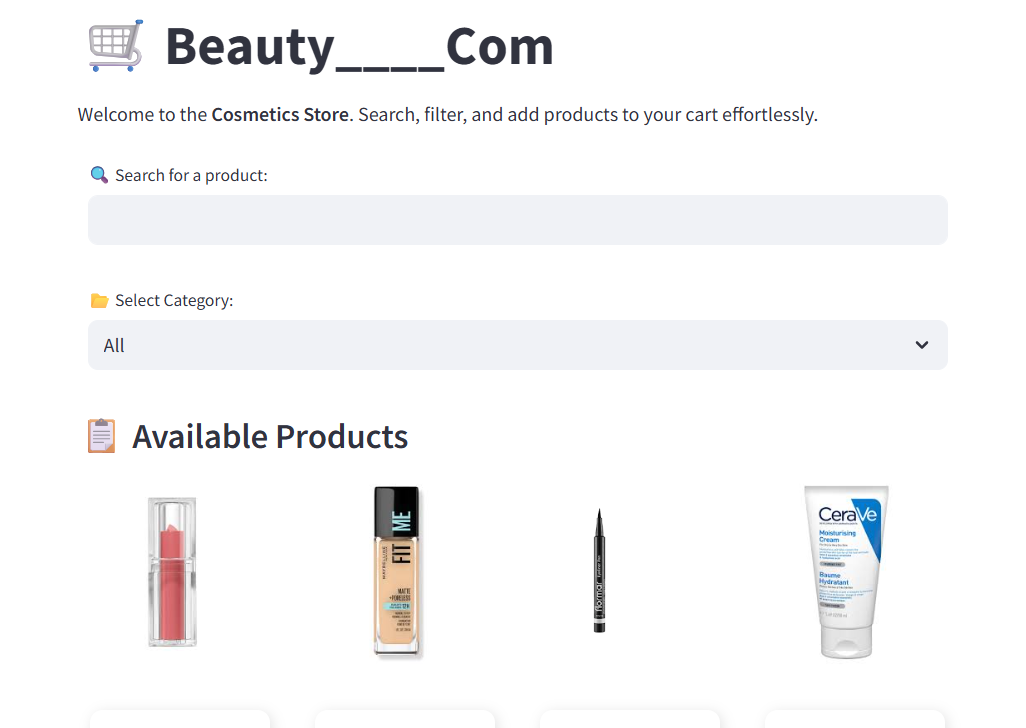 Beauty____Com
Welcome to the Cosmetics Store. Search, filter, and add products to your cart effortlessly.
Search for a product:
Select Category:
All
Available Products
FIT ME
MAYBELLINE
MATTE
+PORELESS
normal
CeraVe
Moisturising
Cream
Baume
Hydratant